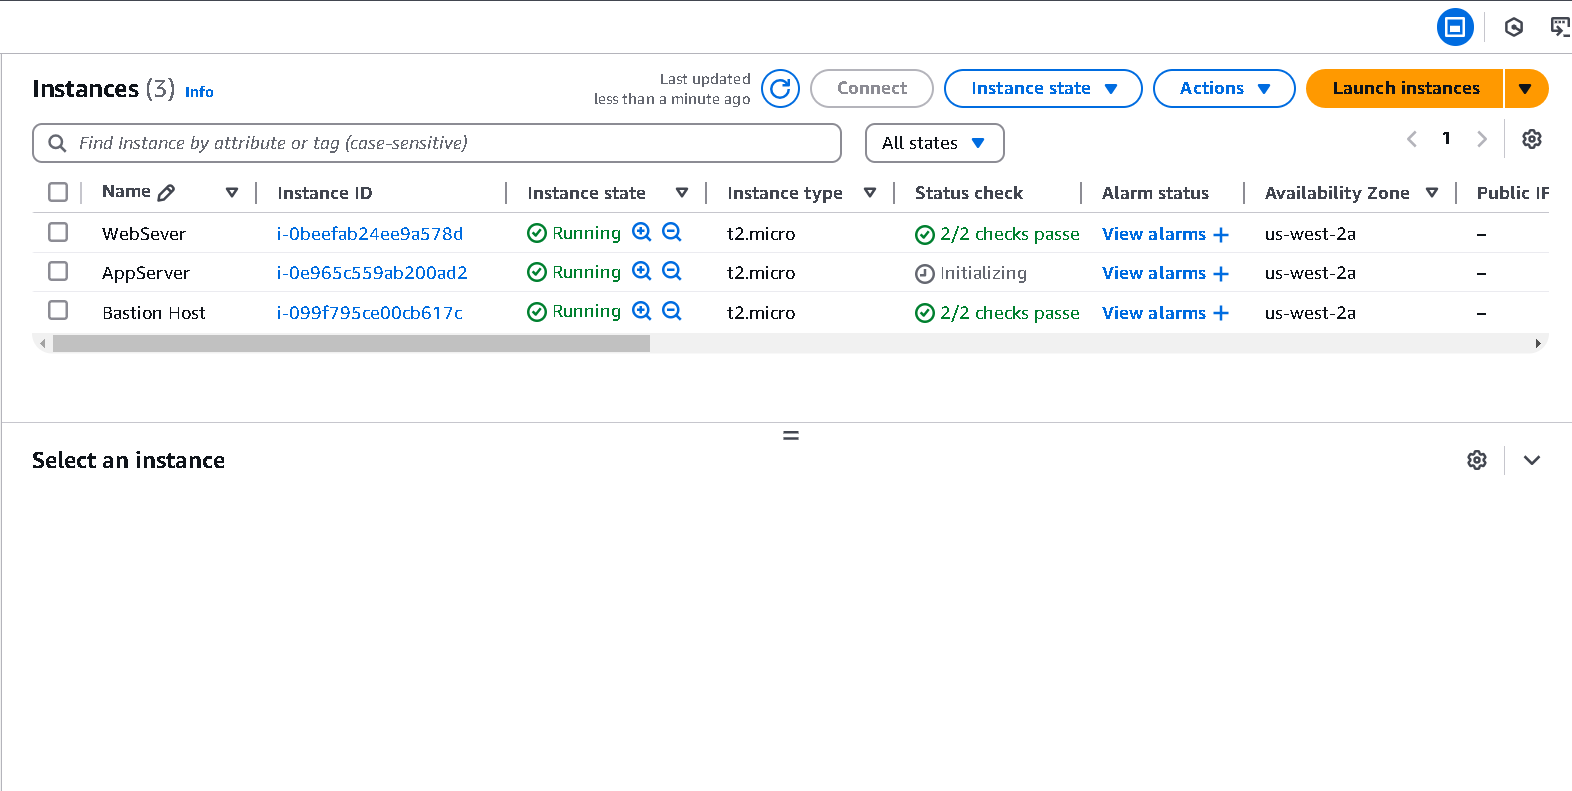 Instances (3) Info
Last updated
less than a minute ago
Connect
Instance state
Actions
Launch instances
Find Instance by attribute or tag (case-sensitive)
All states
1
Name Instance ID Instance state Instance type Status check Alarm status Availability Zone Public IP
WebSever i-0beefab24ee9a578d Running t2.micro 2/2 checks passe View alarms + us-west-2a –
AppServer i-0e965c559ab200ad2 Running t2.micro Initializing View alarms + us-west-2a –
Bastion Host i-099f795ce00cb617c Running t2.micro 2/2 checks passe View alarms + us-west-2a –
Select an instance